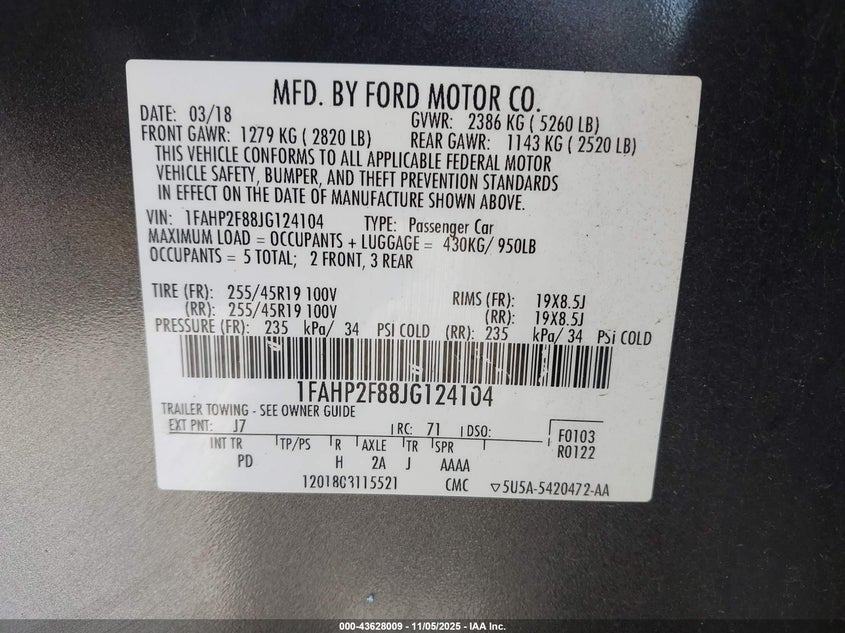 MFD. BY FORD MOTOR CO.
DATE: 03/18 GVWR: 2386 KG ( 5260 LB)
FRONT GAWR: 1279 KG ( 2820 LB) REAR GAWR: 1143 KG ( 2520 LB)
THIS VEHICLE CONFORMS TO ALL APPLICABLE FEDERAL MOTOR
VEHICLE SAFETY, BUMPER, AND THEFT PREVENTION STANDARDS
IN EFFECT ON THE DATE OF MANUFACTURE SHOWN ABOVE.
VIN: 1FAHP2F88JG124104 TYPE: Passenger Car
MAXIMUM LOAD = OCCUPANTS + LUGGAGE = 430KG/ 950LB
OCCUPANTS = 5 TOTAL; 2 FRONT, 3 REAR
TIRE (FR): 255/45R19 100V RIMS (FR): 19X8.5J
(RR): 255/45R19 100V (RR): 19X8.5J
PRESSURE (FR): 235 kPa/ 34 PSI COLD (RR): 235 kPa/ 34 PSi COLD
1FAHP2F88JG124104
TRAILER TOWING - SEE OWNER GUIDE
EXT PNT: J7 RC: 71 DSO: F0103
INT TR TP/PS R AXLE TR SPR R0122
PD H 2A J AAAA
1201803115521 CMC ▽5U5A-5420472-AA
000-43628009 - 11/05/2025 - IAA Inc.